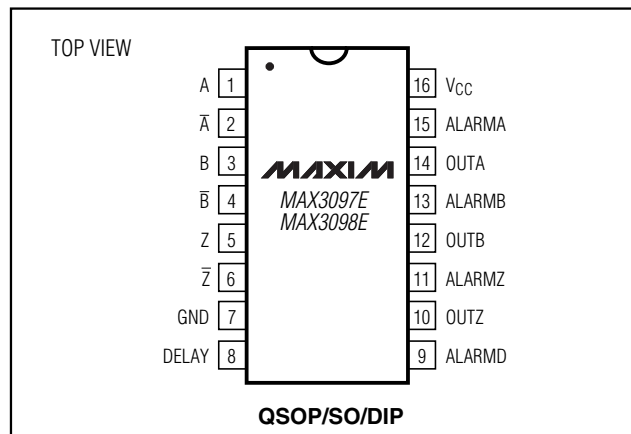 TOP VIEW
A 1
A̅ 2
B 3
B̅ 4
Z 5
Z̅ 6
GND 7
DELAY 8
MAXIM
MAX3097E
MAX3098E
16 VCC
15 ALARMA
14 OUTA
13 ALARMB
12 OUTB
11 ALARMZ
10 OUTZ
9 ALARMD
QSOP/SO/DIP